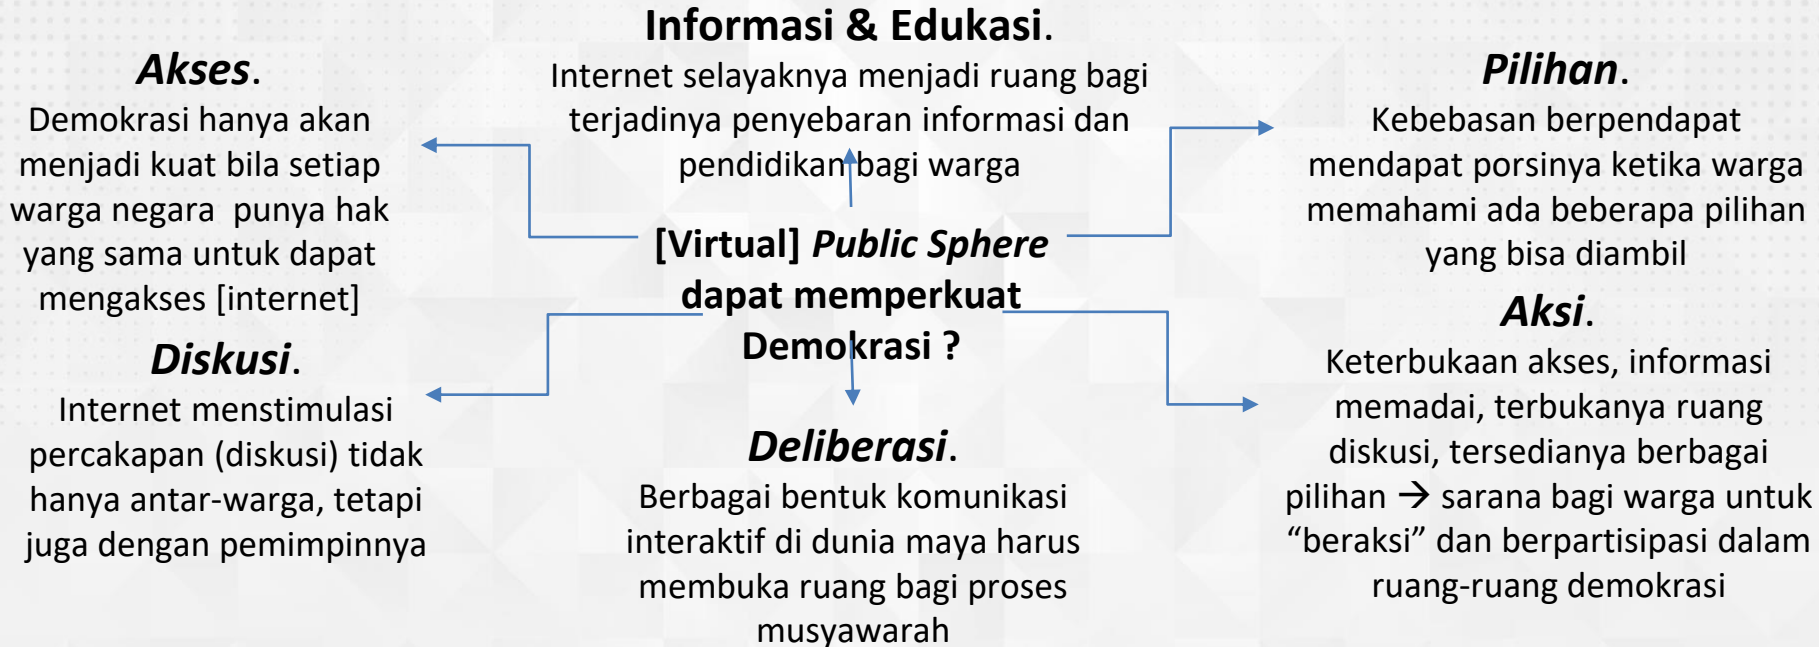 Informasi & Edukasi.
Internet selayaknya menjadi ruang bagi
terjadinya penyebaran informasi dan
pendidikan bagi warga
Akses.
Demokrasi hanya akan
menjadi kuat bila setiap
warga negara punya hak
yang sama untuk dapat
mengakses [internet]
Pilihan.
Kebebasan berpendapat
mendapat porsinya ketika warga
memahami ada beberapa pilihan
yang bisa diambil
[Virtual] Public Sphere
dapat memperkuat
Demokrasi ?
Diskusi.
Internet menstimulasi
percakapan (diskusi) tidak
hanya antar-warga, tetapi
juga dengan pemimpinnya
Deliberasi.
Berbagai bentuk komunikasi
interaktif di dunia maya harus
membuka ruang bagi proses
musyawarah
Aksi.
Keterbukaan akses, informasi
memadai, terbukanya ruang
diskusi, tersedianya berbagai
pilihan → sarana bagi warga untuk
“beraksi” dan berpartisipasi dalam
ruang-ruang demokrasi